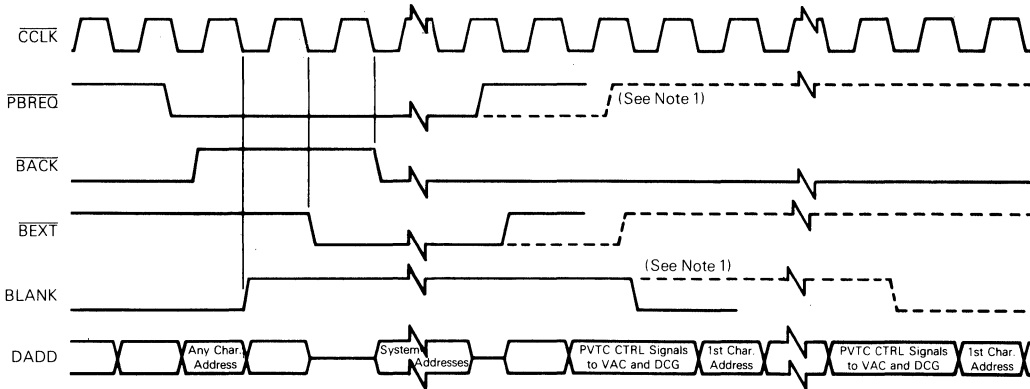 CCLK
PBREQ
(See Note 1)
BACK
BEXT
(See Note 1)
BLANK
DADD
Any Char.
Address
System
Addresses
PVTC CTRL Signals
to VAC and DCG
1st Char.
Address
PVTC CTRL Signals
to VAC and DCG
1st Char.
Address